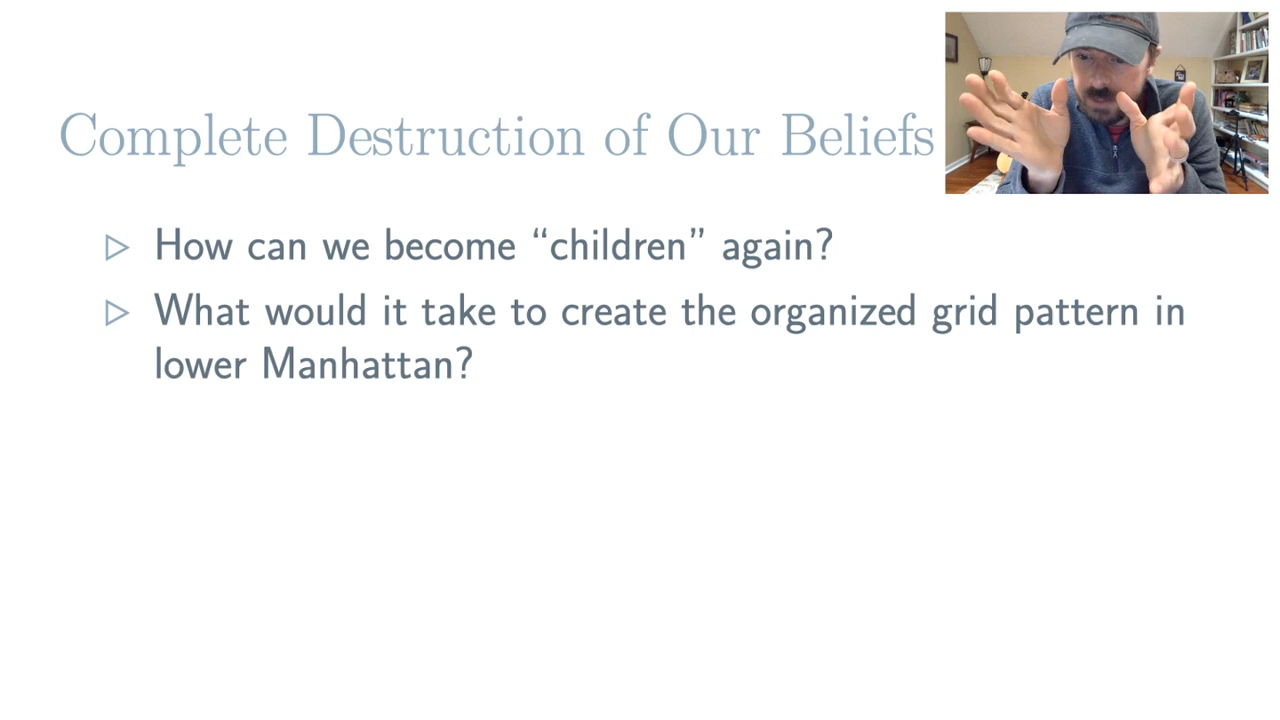 Complete Destruction of Our Beliefs
▷ How can we become “children” again?
▷ What would it take to create the organized grid pattern in
lower Manhattan?